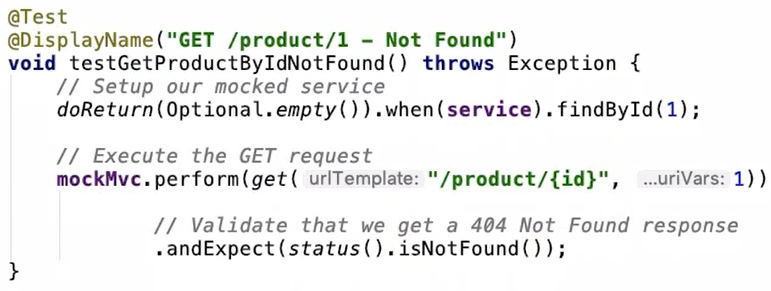 @Test
@DisplayName("GET /product/1 - Not Found")
void testGetProductByIdNotFound() throws Exception {
    // Setup our mocked service
    doReturn(Optional.empty()).when(service).findById(1);

    // Execute the GET request
    mockMvc.perform(get( urlTemplate: "/product/{id}", ...uriVars: 1))

            // Validate that we get a 404 Not Found response
            .andExpect(status().isNotFound());
}